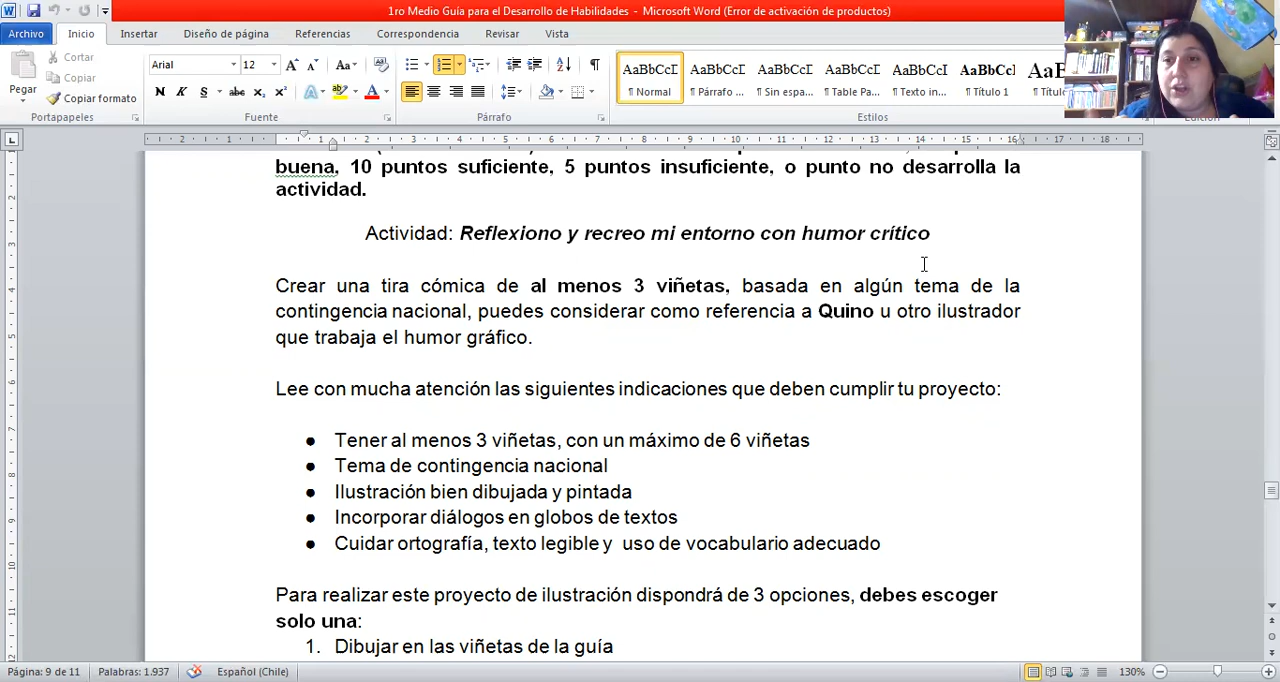 1ro Medio Guía para el Desarrollo de Habilidades - Microsoft Word (Error de activación de productos)
Archivo Inicio Insertar Diseño de página Referencias Correspondencia Revisar Vista
Pegar
Cortar
Copiar
Copiar formato
Portapapeles
Arial 12
Fuente
Párrafo
AaBbCcI AaBbCcI AaBbCcI AaBbCcI AaBbCcI AaBbCcI
¶ Normal ¶ Párrafo ... ¶ Sin espa... ¶ Table Pa... ¶ Texto in... ¶ Título 1
Estilos
buena, 10 puntos suficiente, 5 puntos insuficiente, o punto no desarrolla la
actividad.
Actividad: Reflexiono y recreo mi entorno con humor crítico
Crear una tira cómica de al menos 3 viñetas, basada en algún tema de la
contingencia nacional, puedes considerar como referencia a Quino u otro ilustrador
que trabaja el humor gráfico.
Lee con mucha atención las siguientes indicaciones que deben cumplir tu proyecto:
● Tener al menos 3 viñetas, con un máximo de 6 viñetas
● Tema de contingencia nacional
● Ilustración bien dibujada y pintada
● Incorporar diálogos en globos de textos
● Cuidar ortografía, texto legible y uso de vocabulario adecuado
Para realizar este proyecto de ilustración dispondrá de 3 opciones, debes escoger
solo una:
1. Dibujar en las viñetas de la guía
Página: 9 de 11 Palabras: 1.937 Español (Chile) 130%